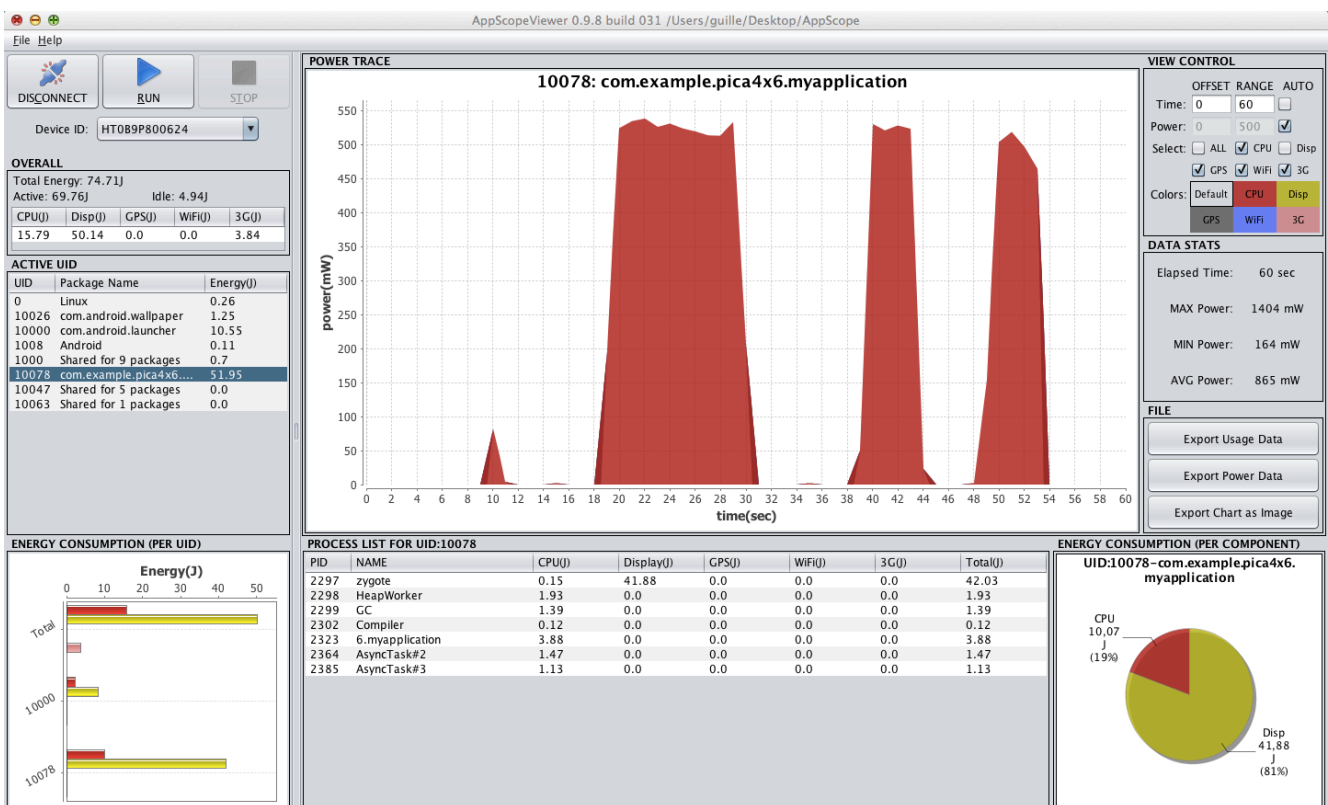 AppScopeViewer 0.9.8 build 031 /Users/guille/Desktop/AppScope
File Help
DISCONNECT RUN STOP
Device ID: HT0B9P800624
OVERALL
Total Energy: 74.71J
Active: 69.76J Idle: 4.94J
CPU(J) Disp(J) GPS(J) WiFi(J) 3G(J)
15.79 50.14 0.0 0.0 3.84
ACTIVE UID
UID Package Name Energy(J)
0 Linux 0.26
10026 com.android.wallpaper 1.25
10000 com.android.launcher 10.55
1008 Android 0.11
1000 Shared for 9 packages 0.7
10078 com.example.pica4x6.... 51.95
10047 Shared for 5 packages 0.0
10063 Shared for 1 packages 0.0
POWER TRACE
10078: com.example.pica4x6.myapplication
power(mW)
550
500
450
400
350
300
250
200
150
100
50
0
0 2 4 6 8 10 12 14 16 18 20 22 24 26 28 30 32 34 36 38 40 42 44 46 48 50 52 54 56 58 60
time(sec)
VIEW CONTROL
OFFSET RANGE AUTO
Time: 0 60
Power: 0 500
Select: ALL CPU Disp
GPS WiFi 3G
Colors: Default CPU Disp
GPS WiFi 3G
DATA STATS
Elapsed Time: 60 sec
MAX Power: 1404 mW
MIN Power: 164 mW
AVG Power: 865 mW
FILE
Export Usage Data
Export Power Data
Export Chart as Image
ENERGY CONSUMPTION (PER UID)
Energy(J)
0 10 20 30 40 50
Total
10000
10078
PROCESS LIST FOR UID:10078
PID NAME CPU(J) Display(J) GPS(J) WiFi(J) 3G(J) Total(J)
2297 zygote 0.15 41.88 0.0 0.0 0.0 42.03
2298 HeapWorker 1.93 0.0 0.0 0.0 0.0 1.93
2299 GC 1.39 0.0 0.0 0.0 0.0 1.39
2302 Compiler 0.12 0.0 0.0 0.0 0.0 0.12
2323 6.myapplication 3.88 0.0 0.0 0.0 0.0 3.88
2364 AsyncTask#2 1.47 0.0 0.0 0.0 0.0 1.47
2385 AsyncTask#3 1.13 0.0 0.0 0.0 0.0 1.13
ENERGY CONSUMPTION (PER COMPONENT)
UID:10078-com.example.pica4x6.
myapplication
CPU
10,07
J
(19%)
Disp
41,88
J
(81%)